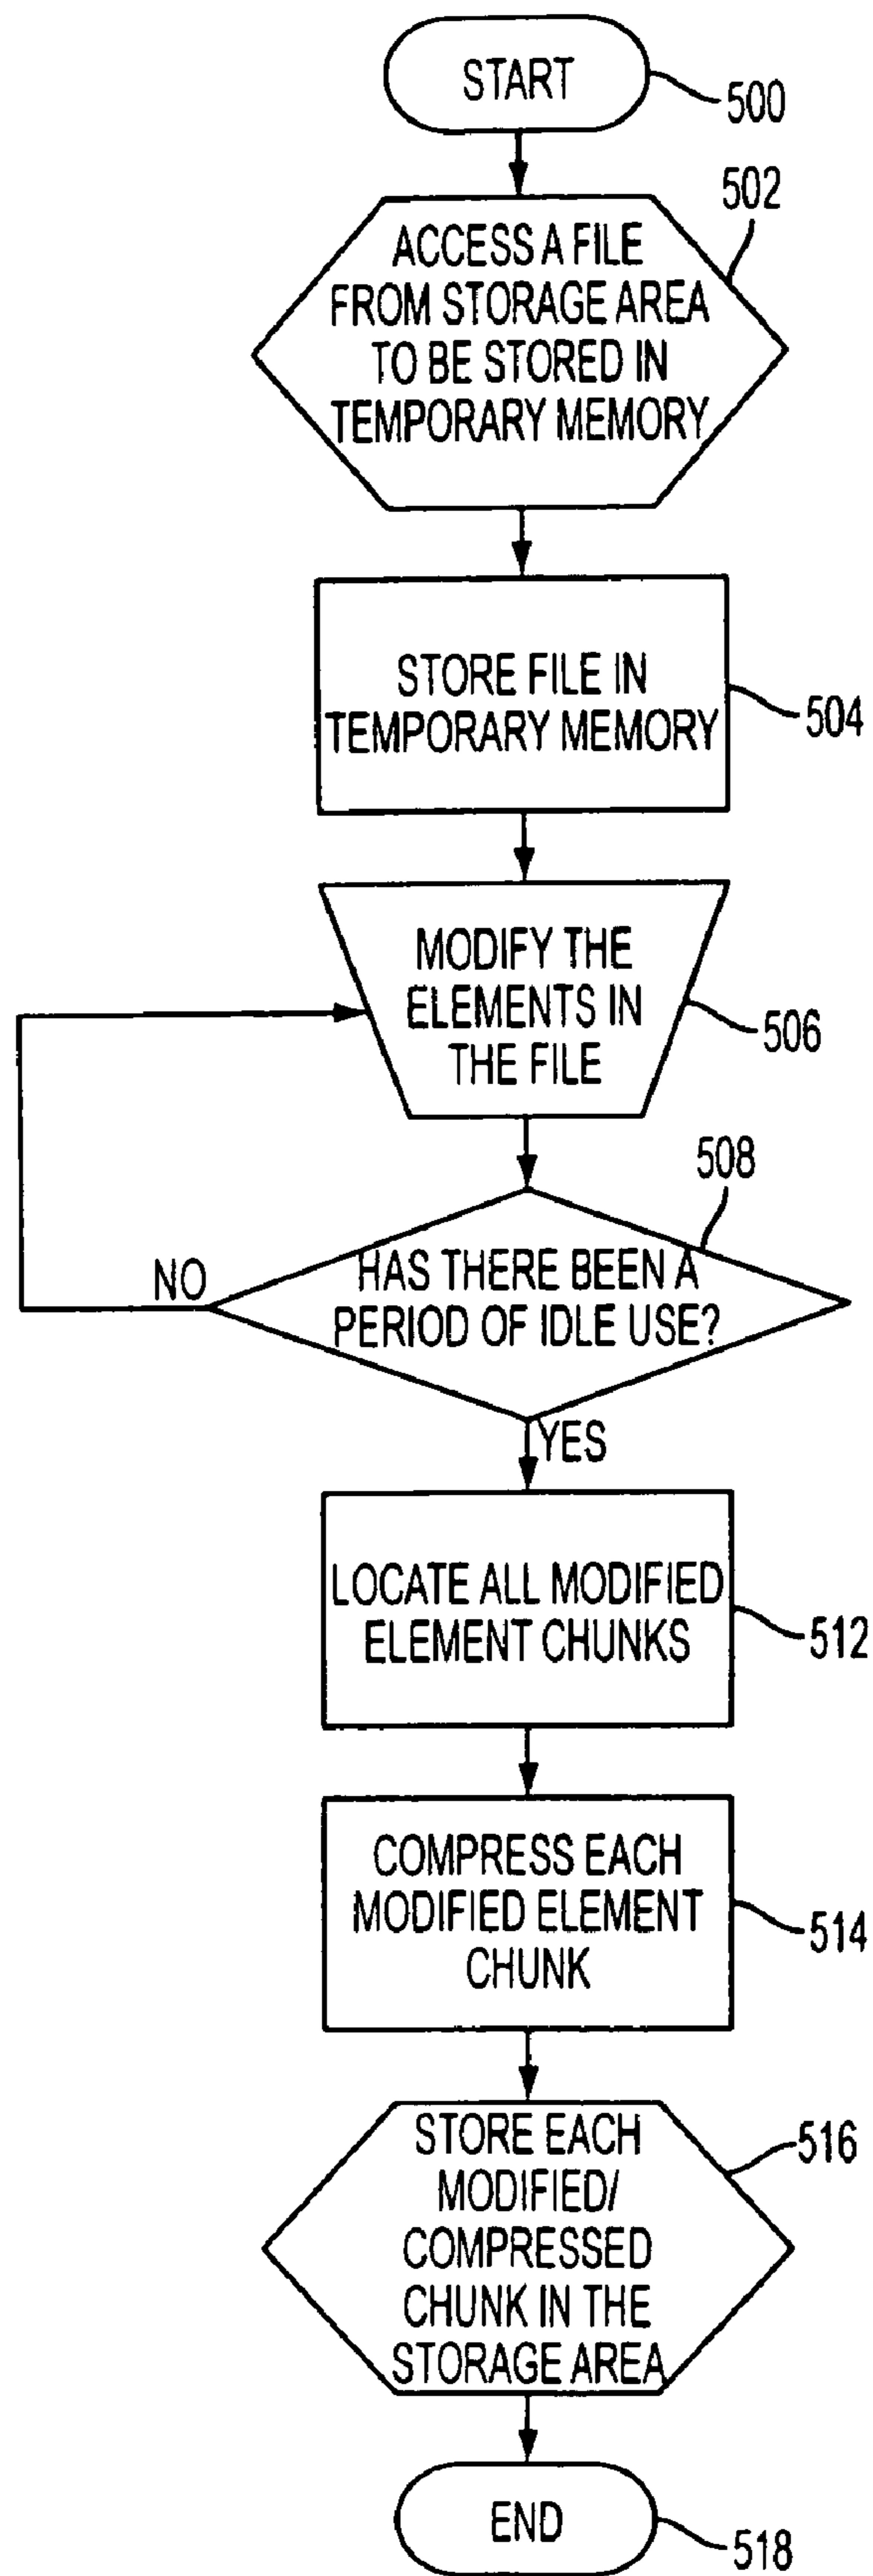 START
500
502
ACCESS A FILE
FROM STORAGE AREA
TO BE STORED IN
TEMPORARY MEMORY
STORE FILE IN
TEMPORARY MEMORY
504
MODIFY THE
ELEMENTS IN
THE FILE
506
508
HAS THERE BEEN A
PERIOD OF IDLE USE?
NO
YES
LOCATE ALL MODIFIED
ELEMENT CHUNKS
512
COMPRESS EACH
MODIFIED ELEMENT
CHUNK
514
STORE EACH
MODIFIED/
COMPRESSED
CHUNK IN THE
STORAGE AREA
516
END
518